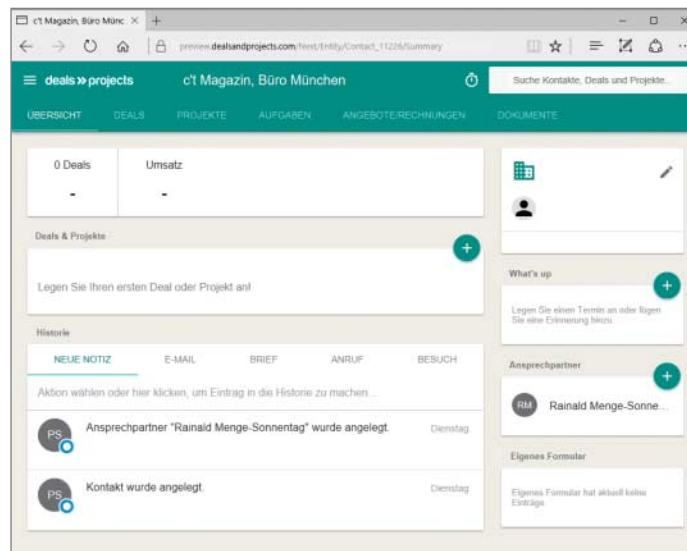 c't Magazin, Büro Münc
preview.dealsandprojects.com/Next/Entity/Contact_11226/Summary
deals»projects
c't Magazin, Büro München
Suche Kontakte, Deals und Projekte...
ÜBERSICHT
DEALS
PROJEKTE
AUFGABEN
ANGEBOTE/RECHNUNGEN
DOKUMENTE
0 Deals
Umsatz
-
-
Deals & Projekte
Legen Sie Ihren ersten Deal oder Projekt an!
Historie
NEUE NOTIZ
E-MAIL
BRIEF
ANRUF
BESUCH
Aktion wählen oder hier klicken, um Eintrag in die Historie zu machen...
PS
Ansprechpartner "Rainald Menge-Sonnentag" wurde angelegt.
Dienstag
PS
Kontakt wurde angelegt.
Dienstag
What's up
Legen Sie einen Termin an oder fügen
Sie eine Erinnerung hinzu.
Ansprechpartner
RM
Rainald Menge-Sonne...
Eigenes Formular
Eigenes Formular hat aktuell keine
Einträge.